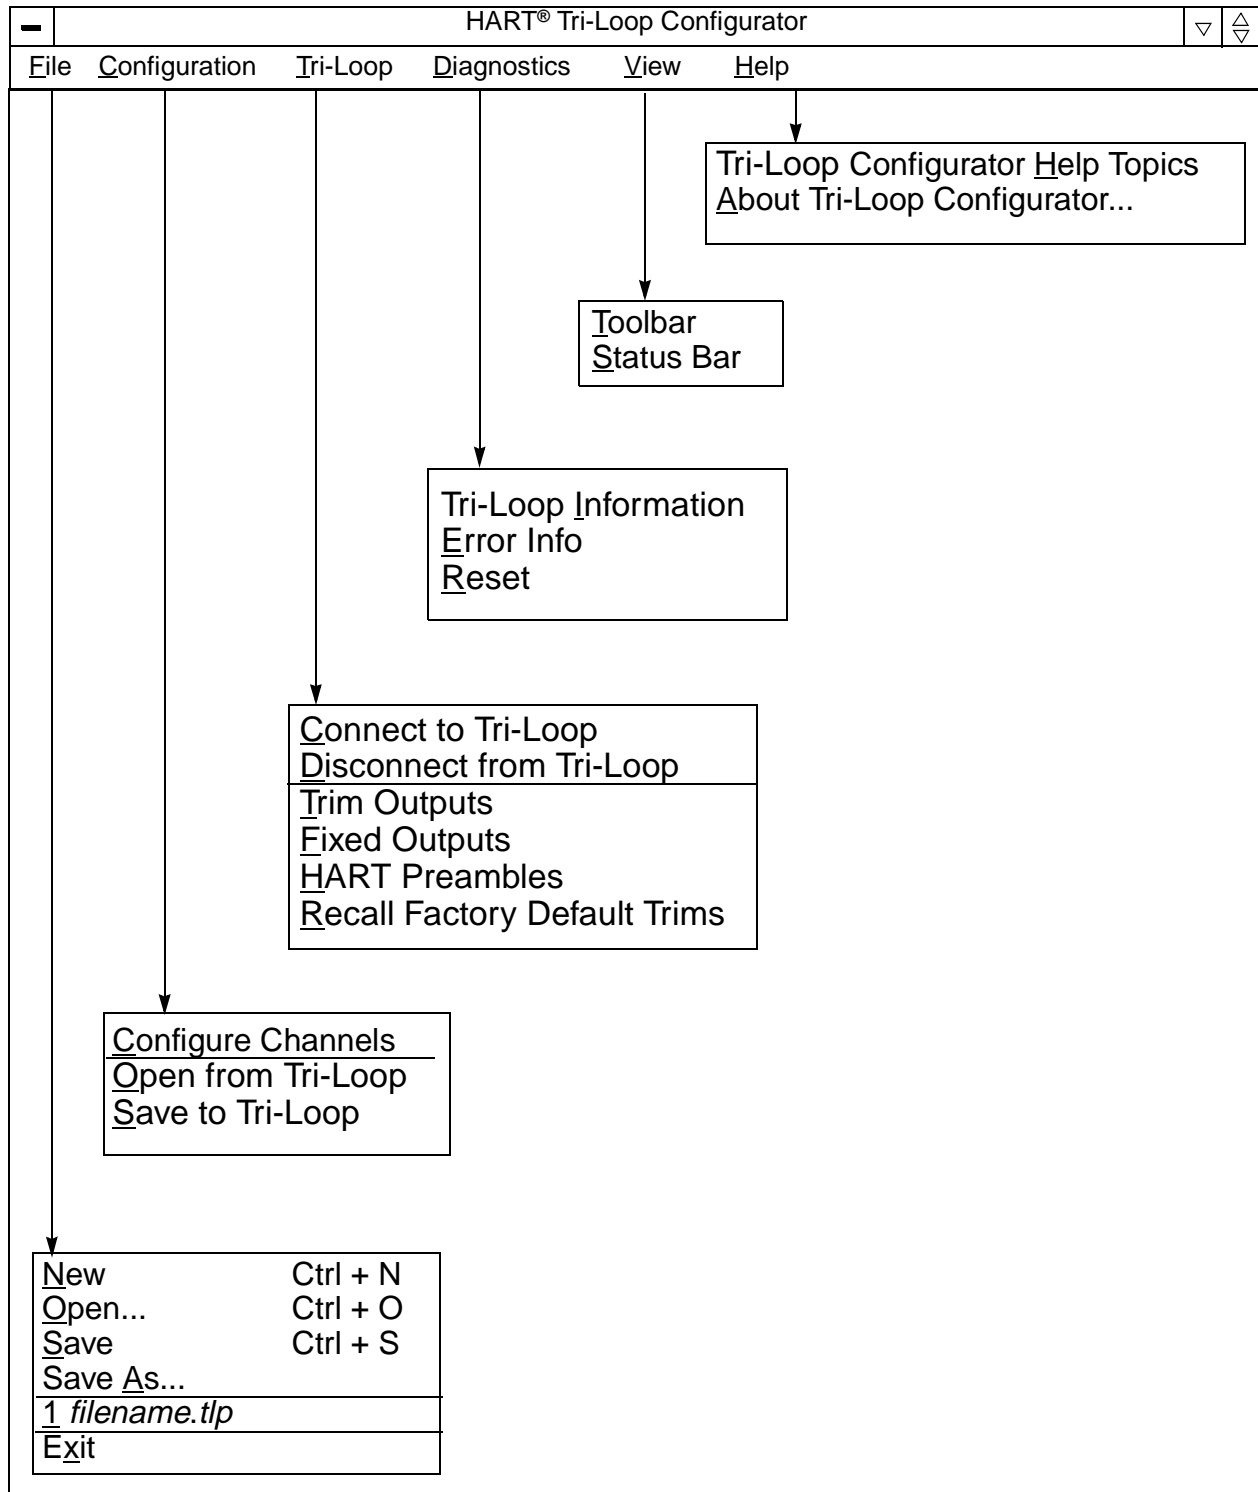 HART® Tri-Loop Configurator
File Configuration Tri-Loop Diagnostics View Help
Tri-Loop Configurator Help Topics
About Tri-Loop Configurator...
Toolbar
Status Bar
Tri-Loop Information
Error Info
Reset
Connect to Tri-Loop
Disconnect from Tri-Loop
Trim Outputs
Fixed Outputs
HART Preambles
Recall Factory Default Trims
Configure Channels
Open from Tri-Loop
Save to Tri-Loop
New Ctrl + N
Open... Ctrl + O
Save Ctrl + S
Save As...
1 filename.tlp
Exit